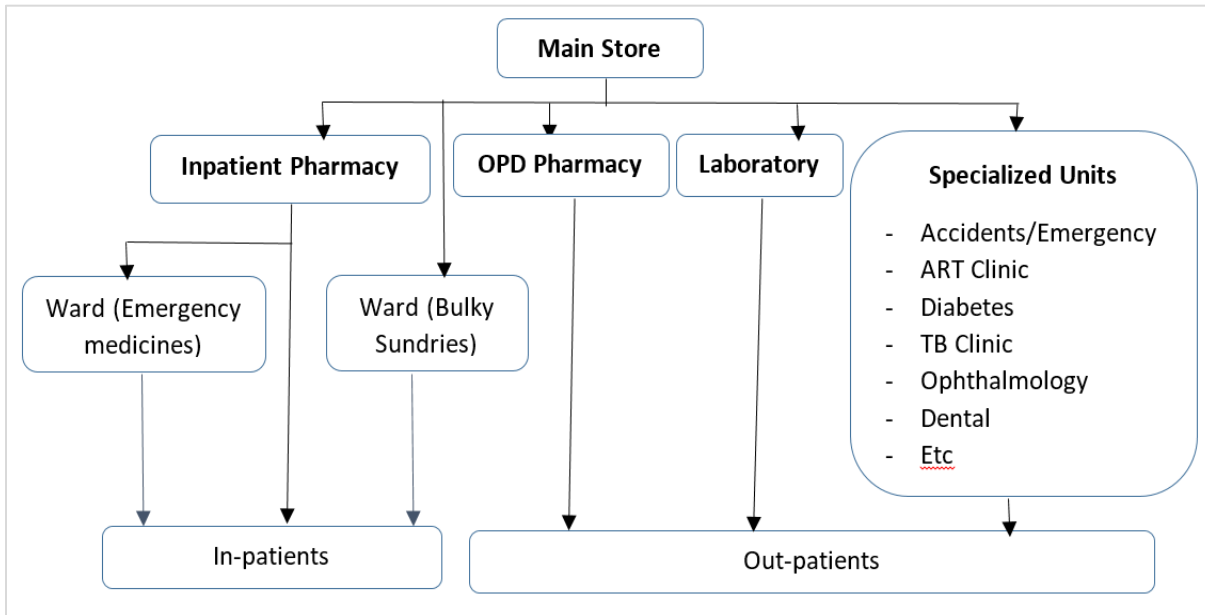 Main Store
Inpatient Pharmacy
OPD Pharmacy
Laboratory
Specialized Units
- Accidents/Emergency
- ART Clinic
- Diabetes
- TB Clinic
- Ophthalmology
- Dental
- Etc
Ward (Emergency
medicines)
Ward (Bulky
Sundries)
In-patients
Out-patients